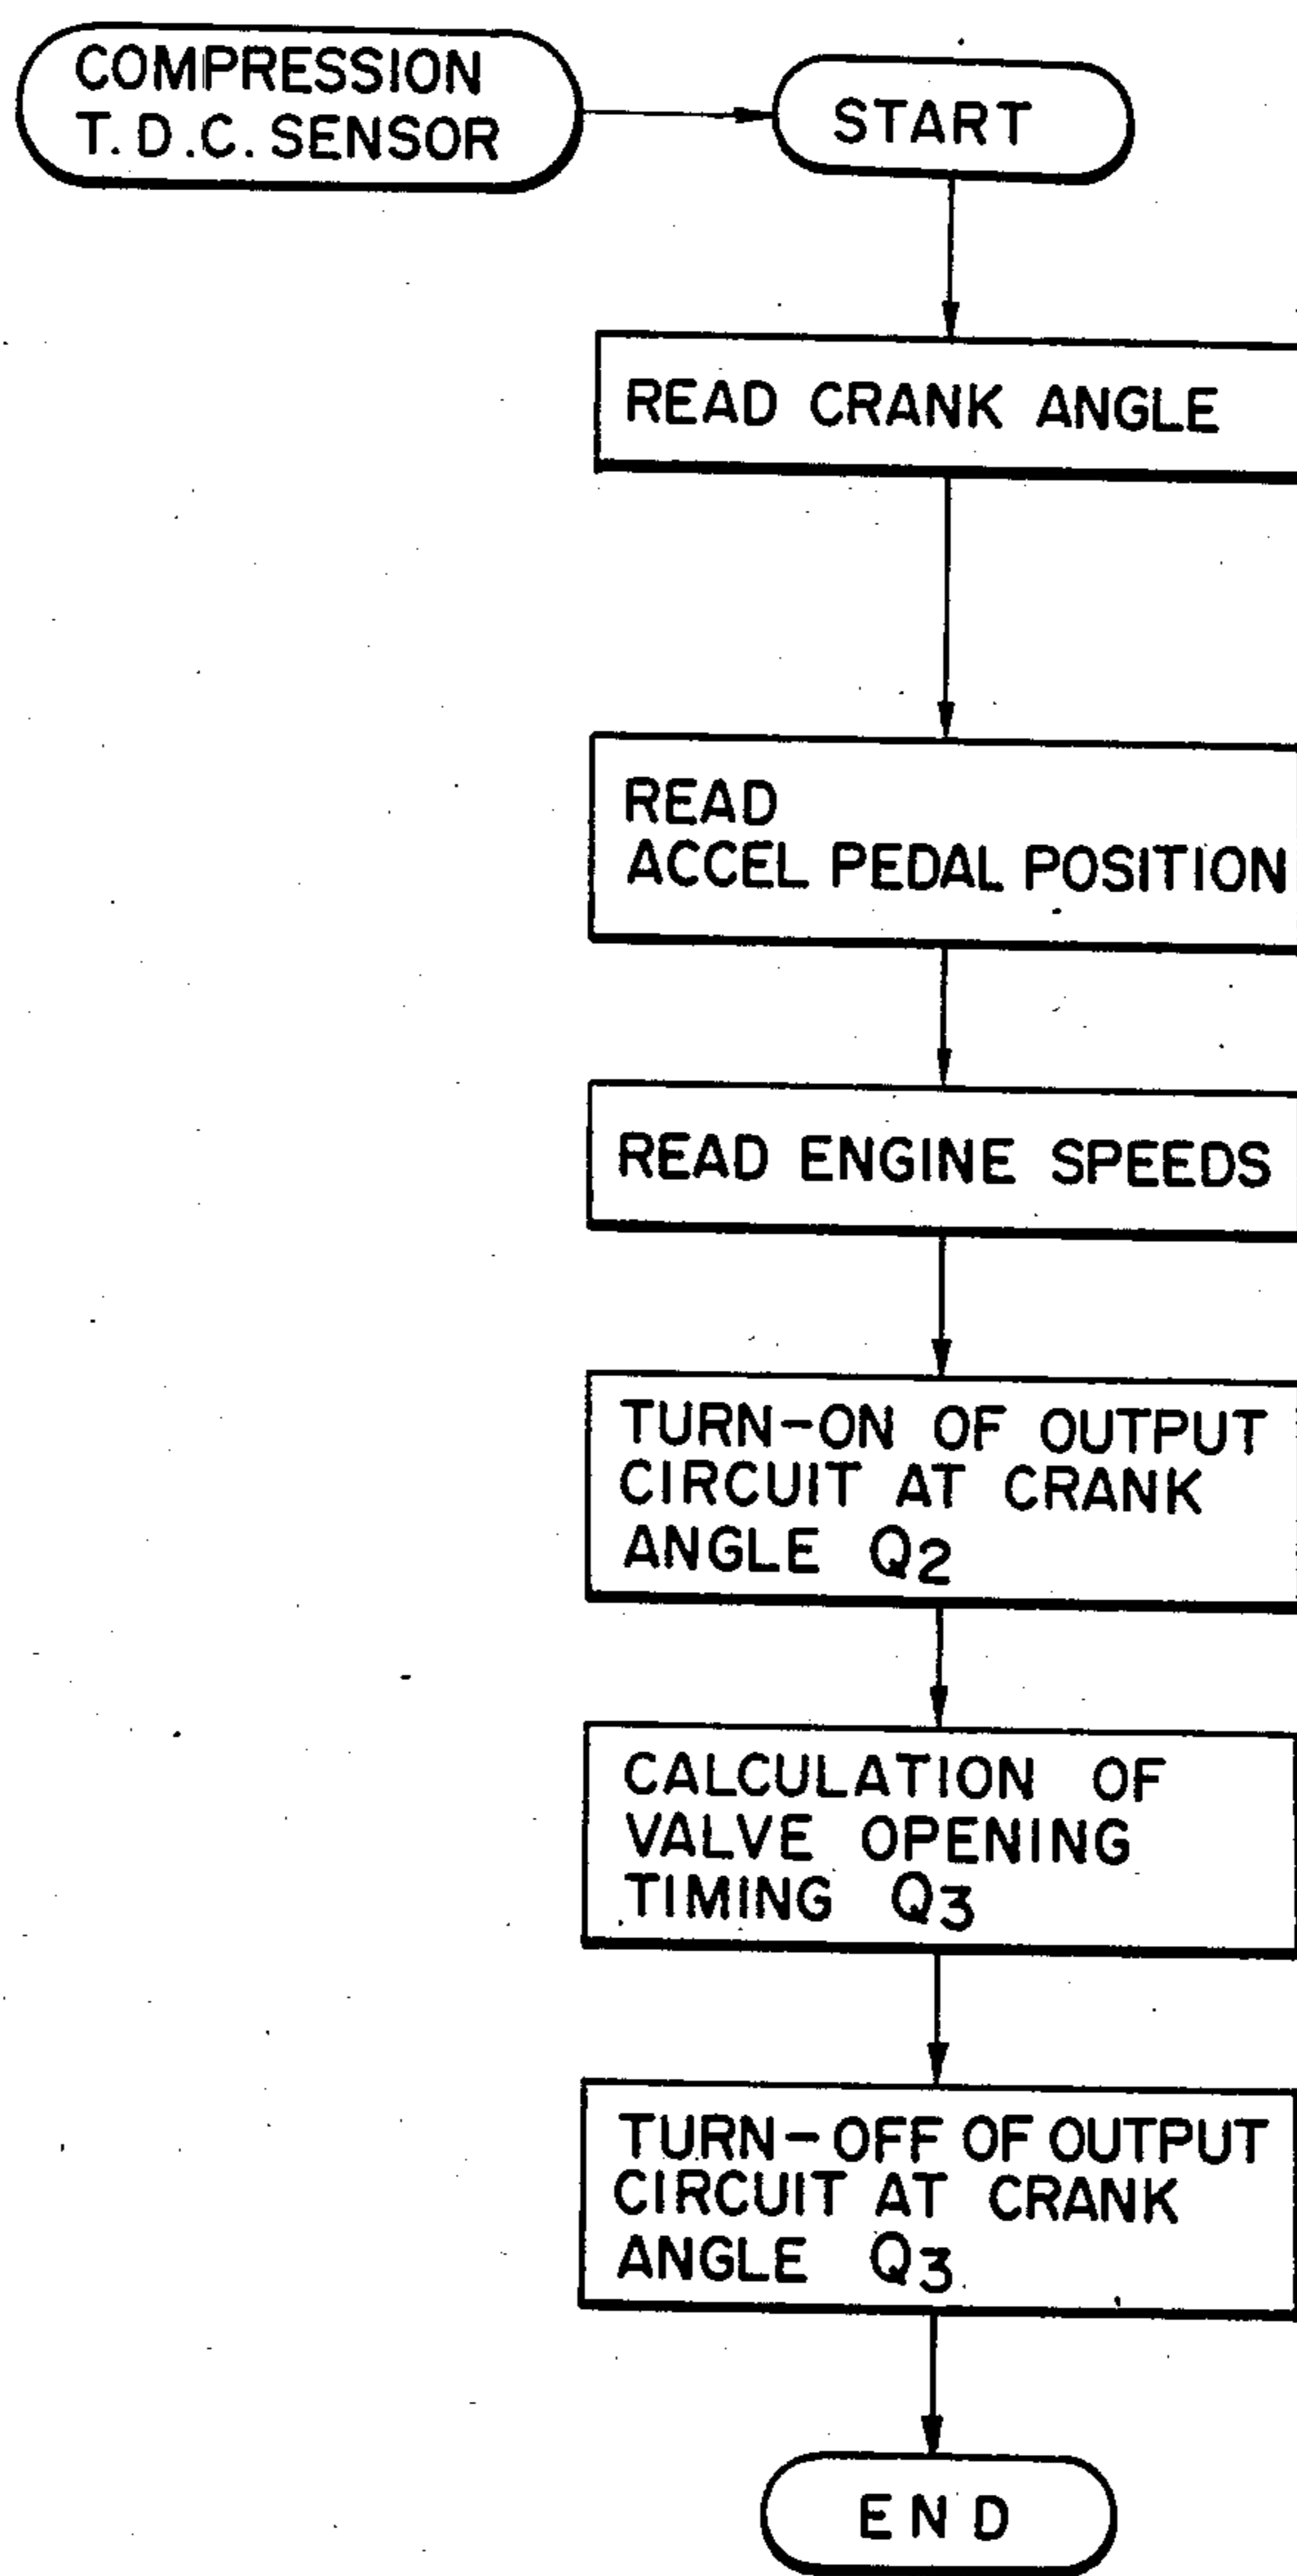 COMPRESSION
T.D.C. SENSOR
START
READ CRANK ANGLE
READ
ACCEL PEDAL POSITION
READ ENGINE SPEEDS
TURN-ON OF OUTPUT
CIRCUIT AT CRANK
ANGLE Q2
CALCULATION OF
VALVE OPENING
TIMING Q3
TURN-OFF OF OUTPUT
CIRCUIT AT CRANK
ANGLE Q3
END